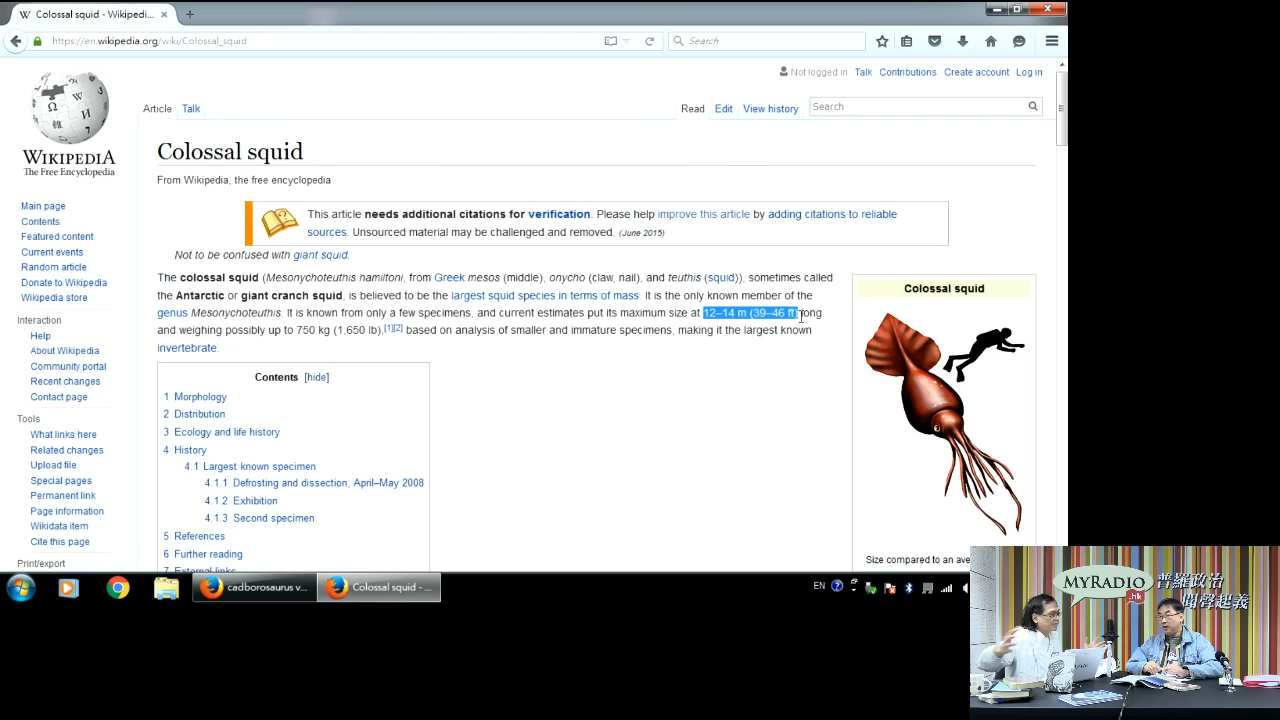 Colossal squid - Wikipedi...
https://en.wikipedia.org/wiki/Colossal_squid
Search
Not logged in Talk Contributions Create account Log in
Article Talk
Read Edit View history
Search
WIKIPEDIA
The Free Encyclopedia
Main page
Contents
Featured content
Current events
Random article
Donate to Wikipedia
Wikipedia store
Interaction
Help
About Wikipedia
Community portal
Recent changes
Contact page
Tools
What links here
Related changes
Upload file
Special pages
Permanent link
Page information
Wikidata item
Cite this page
Print/export
Colossal squid
From Wikipedia, the free encyclopedia
This article needs additional citations for verification. Please help improve this article by adding citations to reliable
sources. Unsourced material may be challenged and removed. (June 2015)
Not to be confused with giant squid.
The colossal squid (Mesonychoteuthis hamiltoni, from Greek mesos (middle), onycho (claw, nail), and teuthis (squid)), sometimes called
the Antarctic or giant cranch squid, is believed to be the largest squid species in terms of mass. It is the only known member of the
genus Mesonychoteuthis. It is known from only a few specimens, and current estimates put its maximum size at 12–14 m (39–46 ft) long
and weighing possibly up to 750 kg (1,650 lb),[1][2] based on analysis of smaller and immature specimens, making it the largest known
invertebrate.
Contents [hide]
1 Morphology
2 Distribution
3 Ecology and life history
4 History
4.1 Largest known specimen
4.1.1 Defrosting and dissection, April–May 2008
4.1.2 Exhibition
4.1.3 Second specimen
5 References
6 Further reading
7 External links
Colossal squid
Size compared to an ave
cadborosaurus v...
Colossal squid - ...
EN
MYRADIO
.hk
普羅政治
聞聲起義